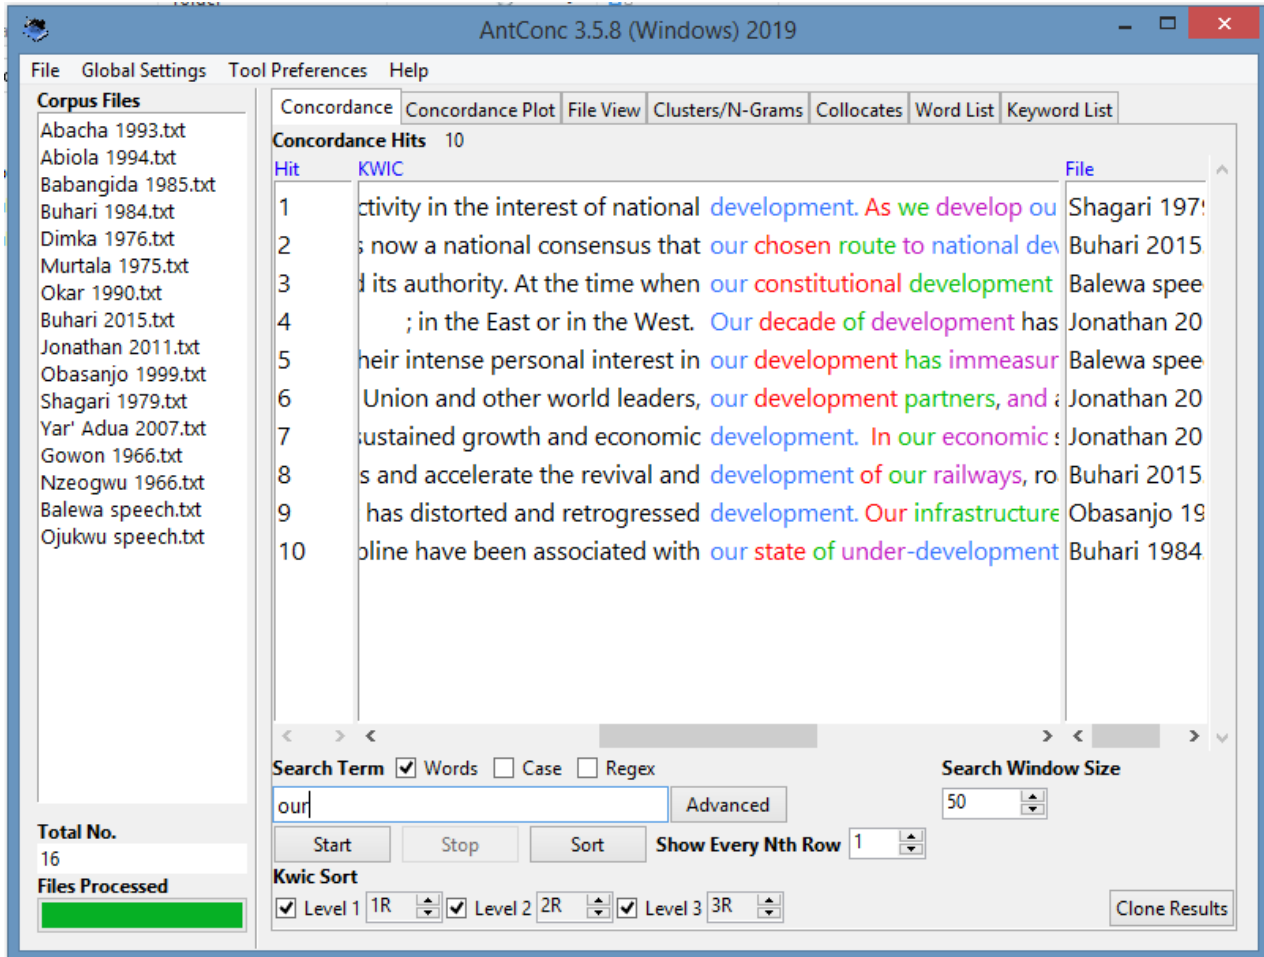 AntConc 3.5.8 (Windows) 2019
File Global Settings Tool Preferences Help
Corpus Files
Abacha 1993.txt
Abiola 1994.txt
Babangida 1985.txt
Buhari 1984.txt
Dimka 1976.txt
Murtala 1975.txt
Okar 1990.txt
Buhari 2015.txt
Jonathan 2011.txt
Obasanjo 1999.txt
Shagari 1979.txt
Yar' Adua 2007.txt
Gowon 1966.txt
Nzeogwu 1966.txt
Balewa speech.txt
Ojukwu speech.txt
Total No.
16
Files Processed
Concordance Concordance Plot File View Clusters/N-Grams Collocates Word List Keyword List
Concordance Hits 10
Hit KWIC File
1 ctivity in the interest of national development. As we develop ou Shagari 197
2 s now a national consensus that our chosen route to national dev Buhari 2015
3 d its authority. At the time when our constitutional development Balewa spee
4 ; in the East or in the West. Our decade of development has Jonathan 20
5 heir intense personal interest in our development has immeasur Balewa spee
6 Union and other world leaders, our development partners, and a Jonathan 20
7 sustained growth and economic development. In our economic s Jonathan 20
8 s and accelerate the revival and development of our railways, ro Buhari 2015
9 has distorted and retrogressed development. Our infrastructure Obasanjo 19
10 pline have been associated with our state of under-development Buhari 1984
Search Term Words Case Regex Search Window Size
our Advanced 50
Start Stop Sort Show Every Nth Row 1
Kwic Sort
Level 1 1R Level 2 2R Level 3 3R Clone Results